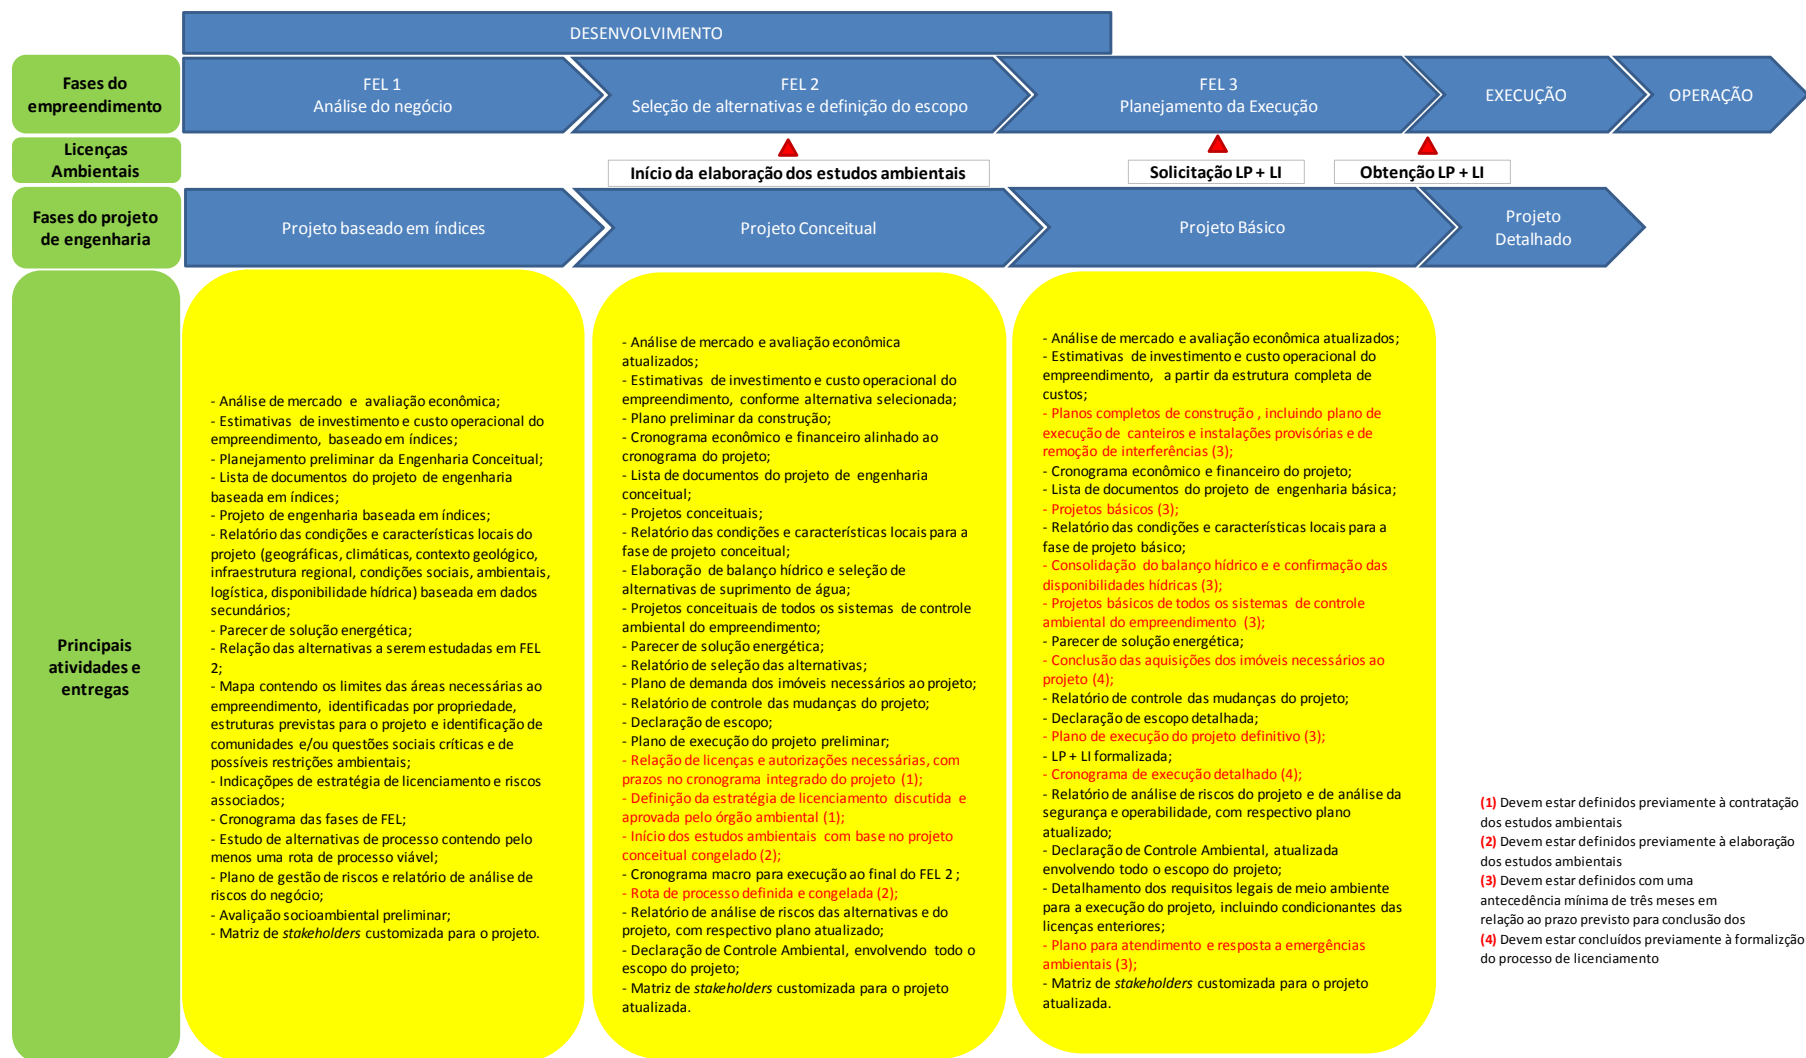 DESENVOLVIMENTO
Fases do
empreendimento
FEL 1
Análise do negócio
FEL 2
Seleção de alternativas e definição do escopo
FEL 3
Planejamento da Execução
EXECUÇÃO
OPERAÇÃO
Licenças
Ambientais
Início da elaboração dos estudos ambientais
Solicitação LP + LI
Obtenção LP + LI
Fases do projeto
de engenharia
Projeto baseado em índices
Projeto Conceitual
Projeto Básico
Projeto
Detalhado
Principais
atividades e
entregas
- Análise de mercado e avaliação econômica;
- Estimativas de investimento e custo operacional do
empreendimento, baseado em índices;
- Planejamento preliminar da Engenharia Conceitual;
- Lista de documentos do projeto de engenharia
baseada em índices;
- Projeto de engenharia baseada em índices;
- Relatório das condições e características locais do
projeto (geográficas, climáticas, contexto geológico,
infraestrutura regional, condições sociais, ambientais,
logística, disponibilidade hídrica) baseada em dados
secundários;
- Parecer de solução energética;
- Relação das alternativas a serem estudadas em FEL
2;
- Mapa contendo os limites das áreas necessárias ao
empreendimento, identificadas por propriedade,
estruturas previstas para o projeto e identificação de
comunidades e/ou questões sociais críticas e de
possíveis restrições ambientais;
- Indicaçõpes de estratégia de licenciamento e riscos
associados;
- Cronograma das fases de FEL;
- Estudo de alternativas de processo contendo pelo
menos uma rota de processo viável;
- Plano de gestão de riscos e relatório de análise de
riscos do negócio;
- Avaliçaão socioambiental preliminar;
- Matriz de stakeholders customizada para o projeto.
- Análise de mercado e avaliação econômica
atualizados;
- Estimativas de investimento e custo operacional do
empreendimento, conforme alternativa selecionada;
- Plano preliminar da construção;
- Cronograma econômico e financeiro alinhado ao
cronograma do projeto;
- Lista de documentos do projeto de engenharia
conceitual;
- Projetos conceituais;
- Relatório das condições e características locais para a
fase de projeto conceitual;
- Elaboração de balanço hídrico e seleção de
alternativas de suprimento de água;
- Projetos conceituais de todos os sistemas de controle
ambiental do empreendimento;
- Parecer de solução energética;
- Relatório de seleção das alternativas;
- Plano de demanda dos imóveis necessários ao projeto;
- Relatório de controle das mudanças do projeto;
- Declaração de escopo;
- Plano de execução do projeto preliminar;
- Relação de licenças e autorizações necessárias, com
prazos no cronograma integrado do projeto (1);
- Definição da estratégia de licenciamento discutida e
aprovada pelo órgão ambiental (1);
- Início dos estudos ambientais com base no projeto
conceitual congelado (2);
- Cronograma macro para execução ao final do FEL 2 ;
- Rota de processo definida e congelada (2);
- Relatório de análise de riscos das alternativas e do
projeto, com respectivo plano atualizado;
- Declaração de Controle Ambiental, envolvendo todo o
escopo do projeto;
- Matriz de stakeholders customizada para o projeto
atualizada.
- Análise de mercado e avaliação econômica atualizados;
- Estimativas de investimento e custo operacional do
empreendimento, a partir da estrutura completa de
custos;
- Planos completos de construção , incluindo plano de
execução de canteiros e instalações provisórias e de
remoção de interferências (3);
- Cronograma econômico e financeiro do projeto;
- Lista de documentos do projeto de engenharia básica;
- Projetos básicos (3);
- Relatório das condições e características locais para a
fase de projeto básico;
- Consolidação do balanço hídrico e e confirmação das
disponibilidades hídricas (3);
- Projetos básicos de todos os sistemas de controle
ambiental do empreendimento (3);
- Parecer de solução energética;
- Conclusão das aquisições dos imóveis necessários ao
projeto (4);
- Relatório de controle das mudanças do projeto;
- Declaração de escopo detalhada;
- Plano de execução do projeto definitivo (3);
- LP + LI formalizada;
- Cronograma de execução detalhado (4);
- Relatório de análise de riscos do projeto e de análise da
segurança e operabilidade, com respectivo plano
atualizado;
- Declaração de Controle Ambiental, atualizada
envolvendo todo o escopo do projeto;
- Detalhamento dos requisitos legais de meio ambiente
para a execução do projeto, incluindo condicionantes das
licenças enteriores;
- Plano para atendimento e resposta a emergências
ambientais (3);
- Matriz de stakeholders customizada para o projeto
atualizada.
(1) Devem estar definidos previamente à contratação
dos estudos ambientais
(2) Devem estar definidos previamente à elaboração
dos estudos ambientais
(3) Devem estar definidos com uma
antecedência mínima de três meses em
relação ao prazo previsto para conclusão dos
(4) Devem estar concluídos previamente à formalizção
do processo de licenciamento